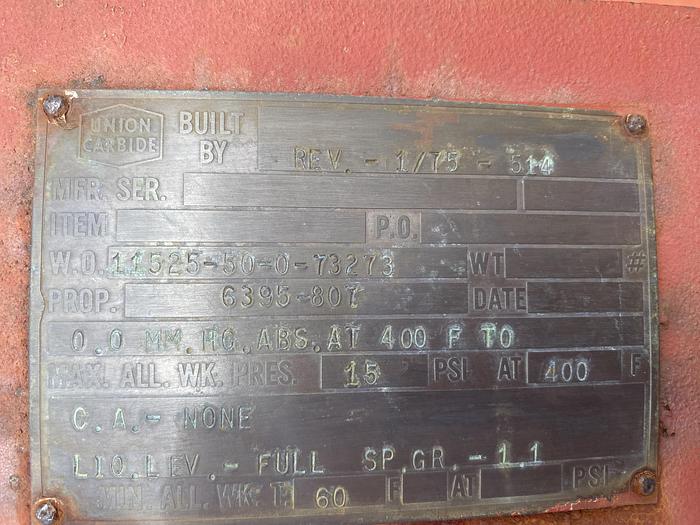 UNION CARBIDE BUILT BY
REV. - 1/75 - 514
MFR. SER.
ITEM P.O.
W.O. 11525-50-0-73273 WT #
PROP. 6395-807 DATE
0.0 MM.HG.ABS.AT 400 F TO
MAX. ALL. WK. PRES. 15 PSI AT 400 F
C.A.- NONE
LIQ.LEV.- FULL SP.GR.-1.1
MIN. ALL. WK. T. 60 F AT PSI